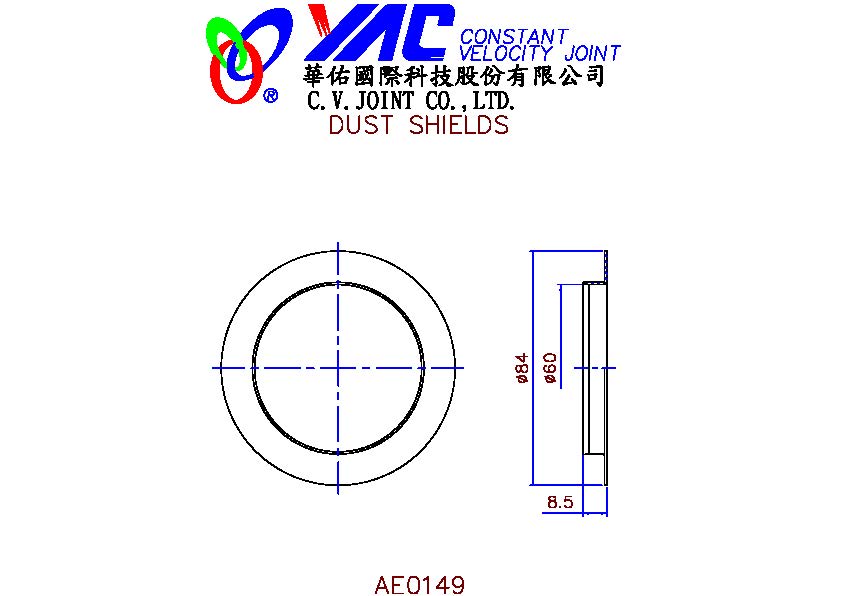 YAC CONSTANT
VELOCITY JOINT
®
華佑國際科技股份有限公司
C.V.JOINT CO.,LTD.
DUST SHIELDS
ø84
ø60
8.5
AE0149